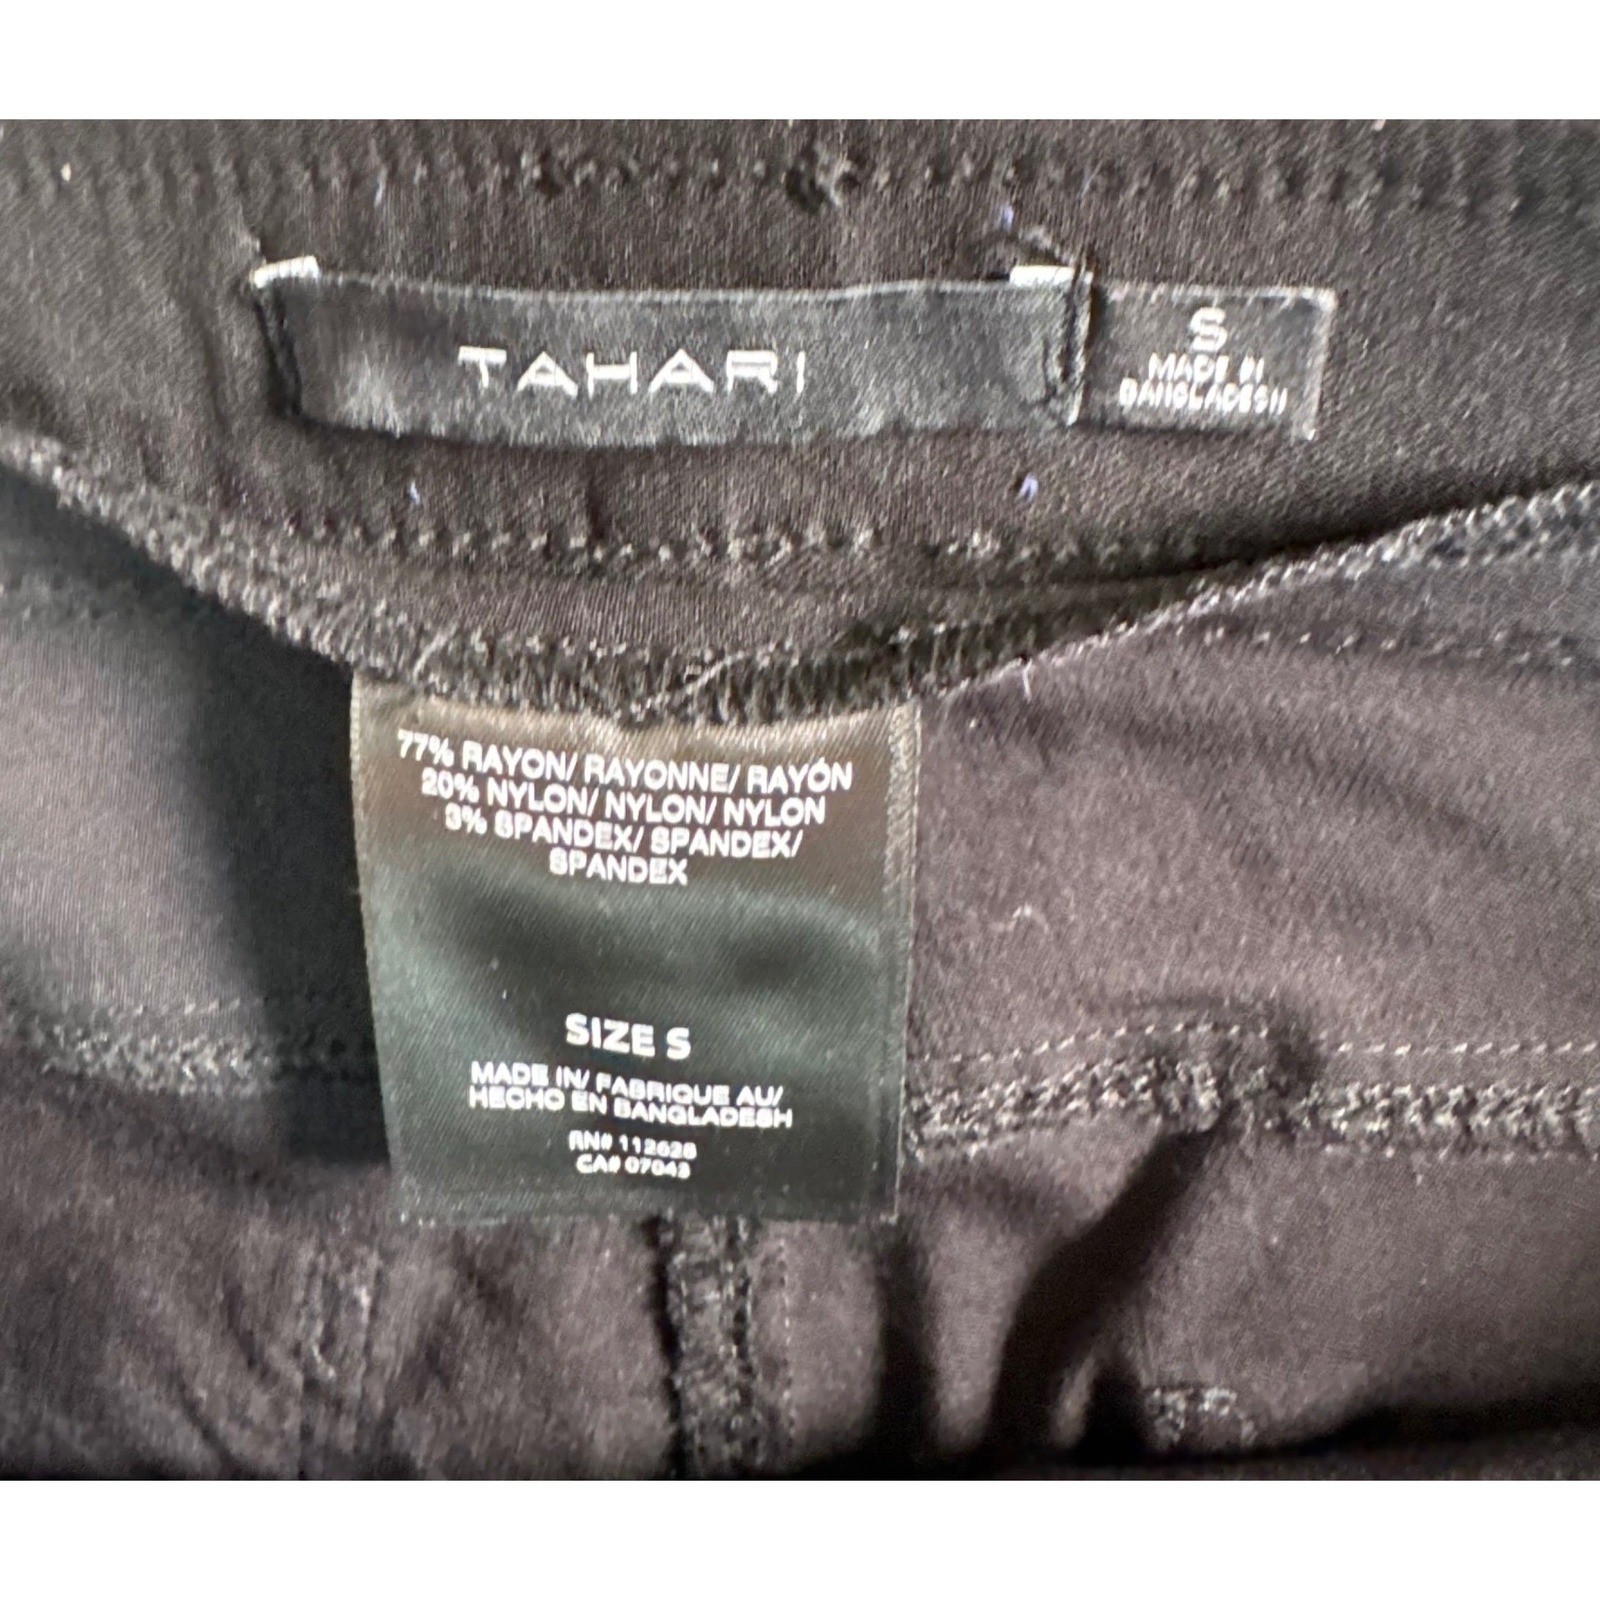 TAHARI
S
MADE IN
BANGLADESH
77% RAYON/ RAYONNE/ RAYÓN
20% NYLON/ NYLON/ NYLON
3% SPANDEX/ SPANDEX/
SPANDEX
SIZE S
MADE IN/ FABRIQUE AU/
HECHO EN BANGLADESH
RN# 112628
CA# 07043